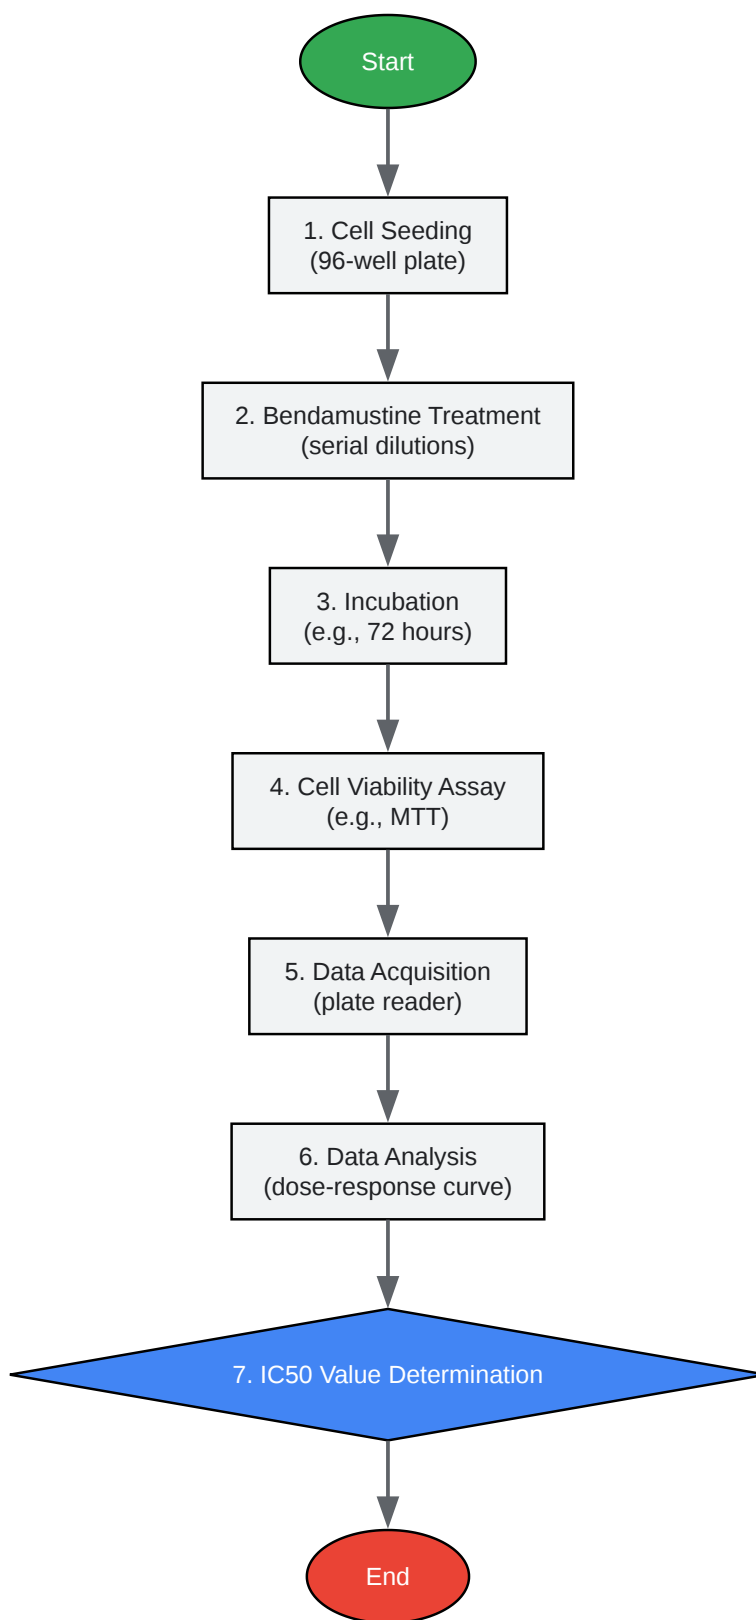 Start
1. Cell Seeding
(96-well plate)
2. Bendamustine Treatment
(serial dilutions)
3. Incubation
(e.g., 72 hours)
4. Cell Viability Assay
(e.g., MTT)
5. Data Acquisition
(plate reader)
6. Data Analysis
(dose-response curve)
7. IC50 Value Determination
End